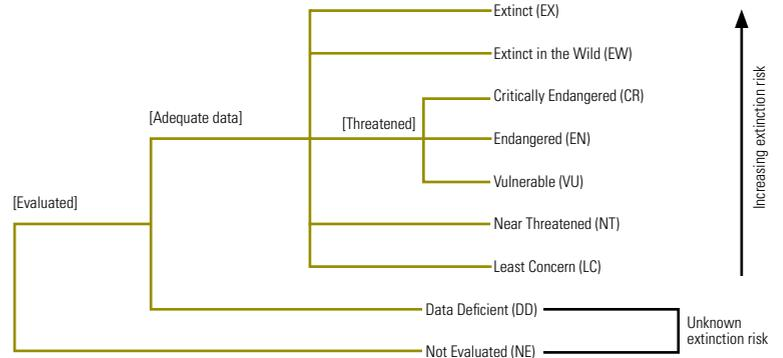 Extinct (EX)
Extinct in the Wild (EW)
Critically Endangered (CR)
[Adequate data]
[Threatened]
Endangered (EN)
Vulnerable (VU)
[Evaluated]
Near Threatened (NT)
Least Concern (LC)
Data Deficient (DD)
Not Evaluated (NE)
Increasing extinction risk
Unknown
extinction risk